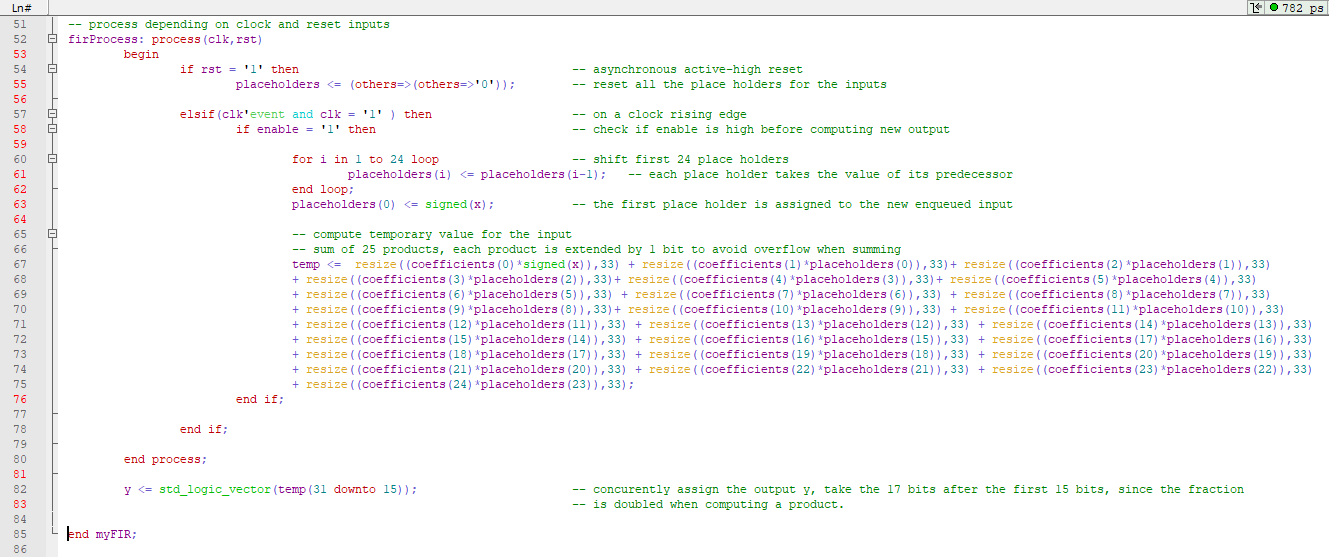 Ln#
782 ps
51 -- process depending on clock and reset inputs
52 firProcess: process(clk,rst)
53 begin
54 if rst = '1' then -- asynchronous active-high reset
55 placeholders <= (others=>(others=>'0')); -- reset all the place holders for the inputs
56
57 elsif(clk'event and clk = '1' ) then -- on a clock rising edge
58 if enable = '1' then -- check if enable is high before computing new output
59
60 for i in 1 to 24 loop -- shift first 24 place holders
61 placeholders(i) <= placeholders(i-1); -- each place holder takes the value of its predecessor
62 end loop;
63 placeholders(0) <= signed(x); -- the first place holder is assigned to the new enqueued input
64
65 -- compute temporary value for the input
66 -- sum of 25 products, each product is extended by 1 bit to avoid overflow when summing
67 temp <= resize((coefficients(0)*signed(x)),33) + resize((coefficients(1)*placeholders(0)),33)+ resize((coefficients(2)*placeholders(1)),33)
68 + resize((coefficients(3)*placeholders(2)),33)+ resize((coefficients(4)*placeholders(3)),33)+ resize((coefficients(5)*placeholders(4)),33)
69 + resize((coefficients(6)*placeholders(5)),33) + resize((coefficients(7)*placeholders(6)),33) + resize((coefficients(8)*placeholders(7)),33)
70 + resize((coefficients(9)*placeholders(8)),33)+ resize((coefficients(10)*placeholders(9)),33) + resize((coefficients(11)*placeholders(10)),33)
71 + resize((coefficients(12)*placeholders(11)),33) + resize((coefficients(13)*placeholders(12)),33) + resize((coefficients(14)*placeholders(13)),33)
72 + resize((coefficients(15)*placeholders(14)),33) + resize((coefficients(16)*placeholders(15)),33) + resize((coefficients(17)*placeholders(16)),33)
73 + resize((coefficients(18)*placeholders(17)),33) + resize((coefficients(19)*placeholders(18)),33) + resize((coefficients(20)*placeholders(19)),33)
74 + resize((coefficients(21)*placeholders(20)),33) + resize((coefficients(22)*placeholders(21)),33) + resize((coefficients(23)*placeholders(22)),33)
75 + resize((coefficients(24)*placeholders(23)),33);
76 end if;
77
78 end if;
79
80 end process;
81
82 y <= std_logic_vector(temp(31 downto 15)); -- concurently assign the output y, take the 17 bits after the first 15 bits, since the fraction
83 -- is doubled when computing a product.
84
85 end myFIR;
86